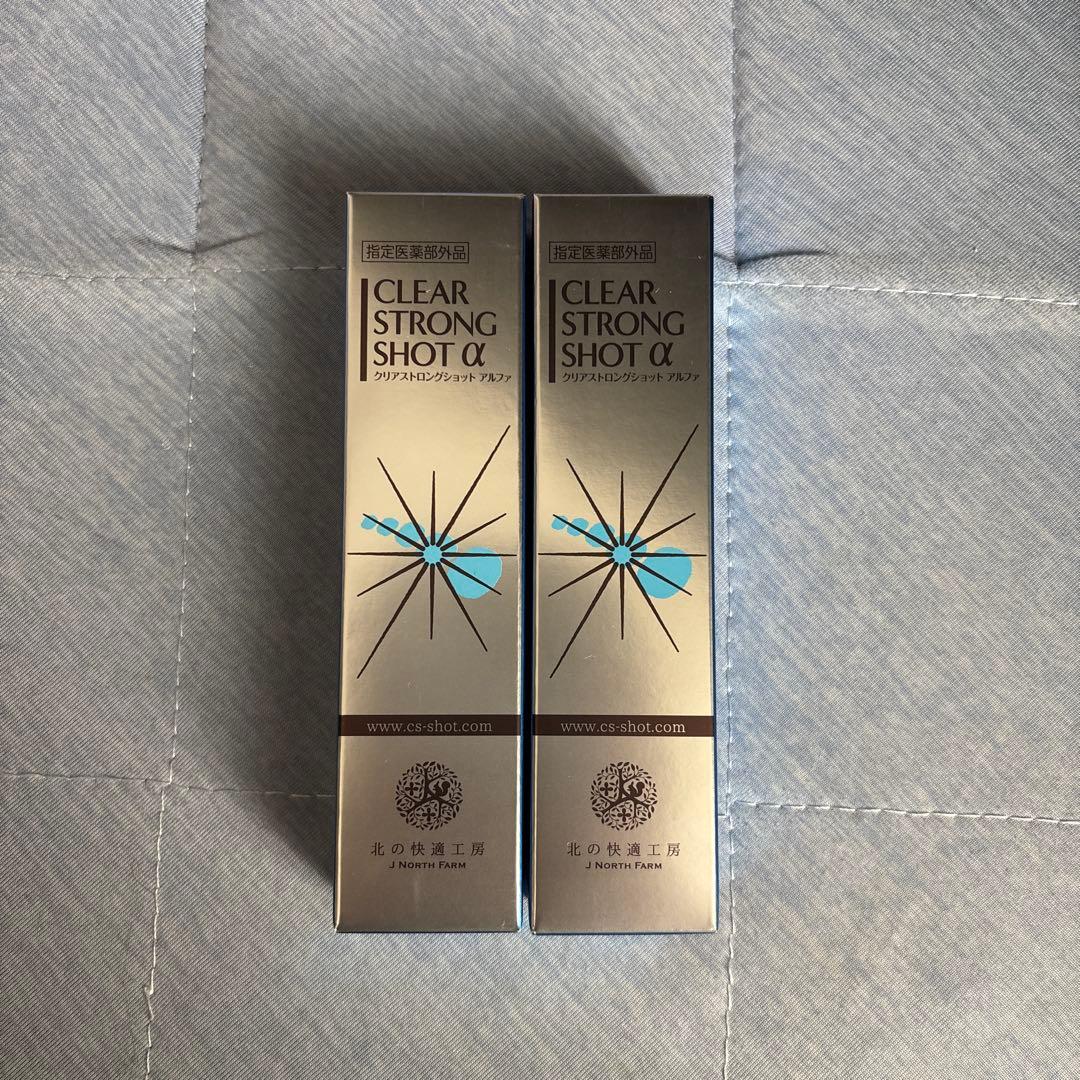 指定医薬部外品
CLEAR
STRONG
SHOT α
クリアストロングショット アルファ
www.cs-shot.com
北の快適工房
J NORTH FARM
指定医薬部外品
CLEAR
STRONG
SHOT α
クリアストロングショット アルファ
www.cs-shot.com
北の快適工房
J NORTH FARM